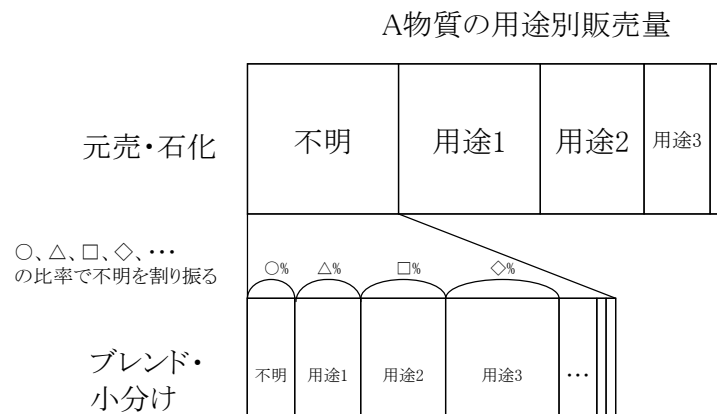 A物質の用途別販売量
元売・石化
不明
用途1
用途2
用途3
○、△、□、◇、…
の比率で不明を割り振る
○%
△%
□%
◇%
ブレンド・
小分け
不明
用途1
用途2
用途3
…